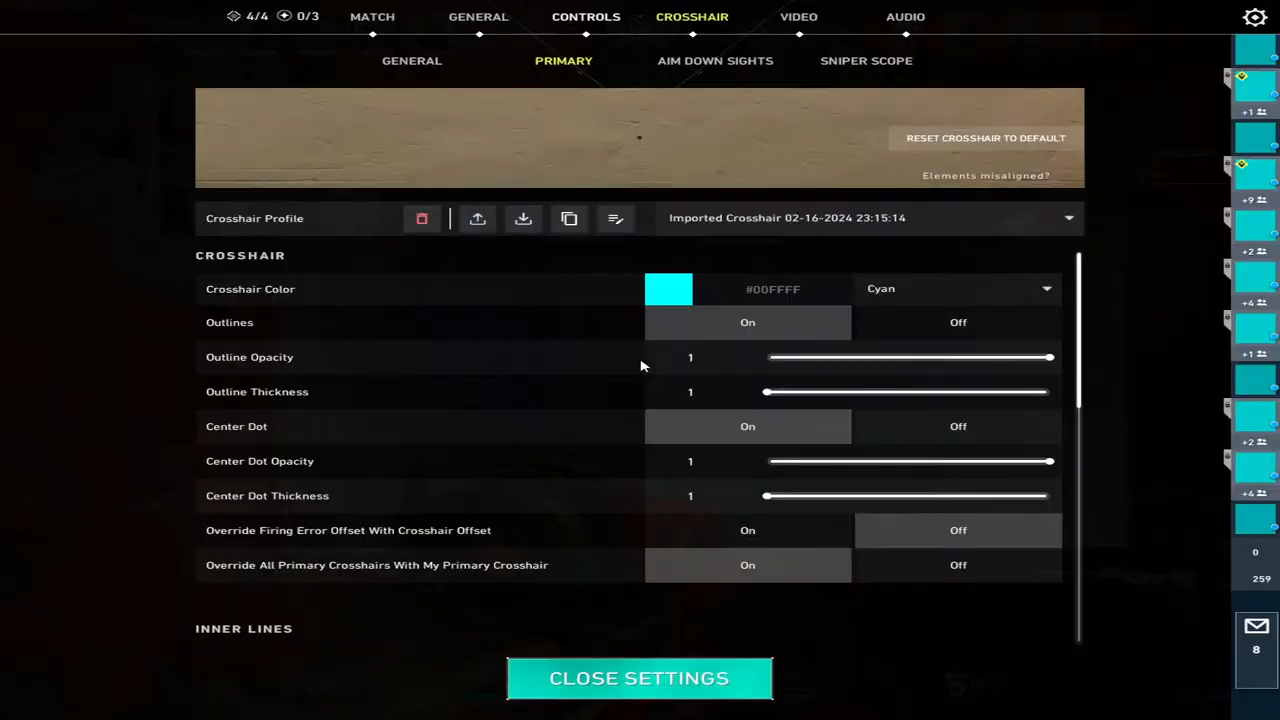 4/4 0/3 MATCH GENERAL CONTROLS CROSSHAIR VIDEO AUDIO
GENERAL PRIMARY AIM DOWN SIGHTS SNIPER SCOPE
RESET CROSSHAIR TO DEFAULT
Elements misaligned?
Crosshair Profile Imported Crosshair 02-16-2024 23:15:14
CROSSHAIR
Crosshair Color #00FFFF Cyan
Outlines On Off
Outline Opacity 1
Outline Thickness 1
Center Dot On Off
Center Dot Opacity 1
Center Dot Thickness 1
Override Firing Error Offset With Crosshair Offset On Off
Override All Primary Crosshairs With My Primary Crosshair On Off
INNER LINES
CLOSE SETTINGS
+1
+9
+2
+4
+1
+2
+4
0
259
8